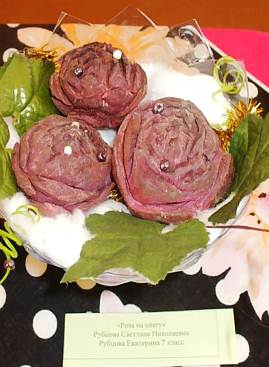 «Роза на снегу»
Рубцова Светлана Николаевна
Рубцова Екатерина 7 класс